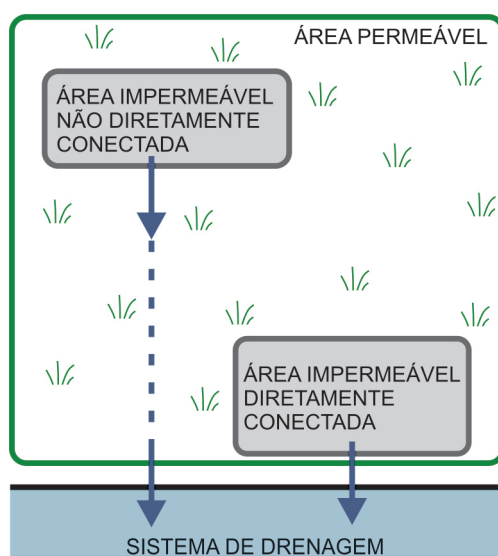 ÁREA PERMEÁVEL
ÁREA IMPERMEÁVEL
NÃO DIRETAMENTE
CONECTADA
ÁREA IMPERMEÁVEL
DIRETAMENTE
CONECTADA
SISTEMA DE DRENAGEM